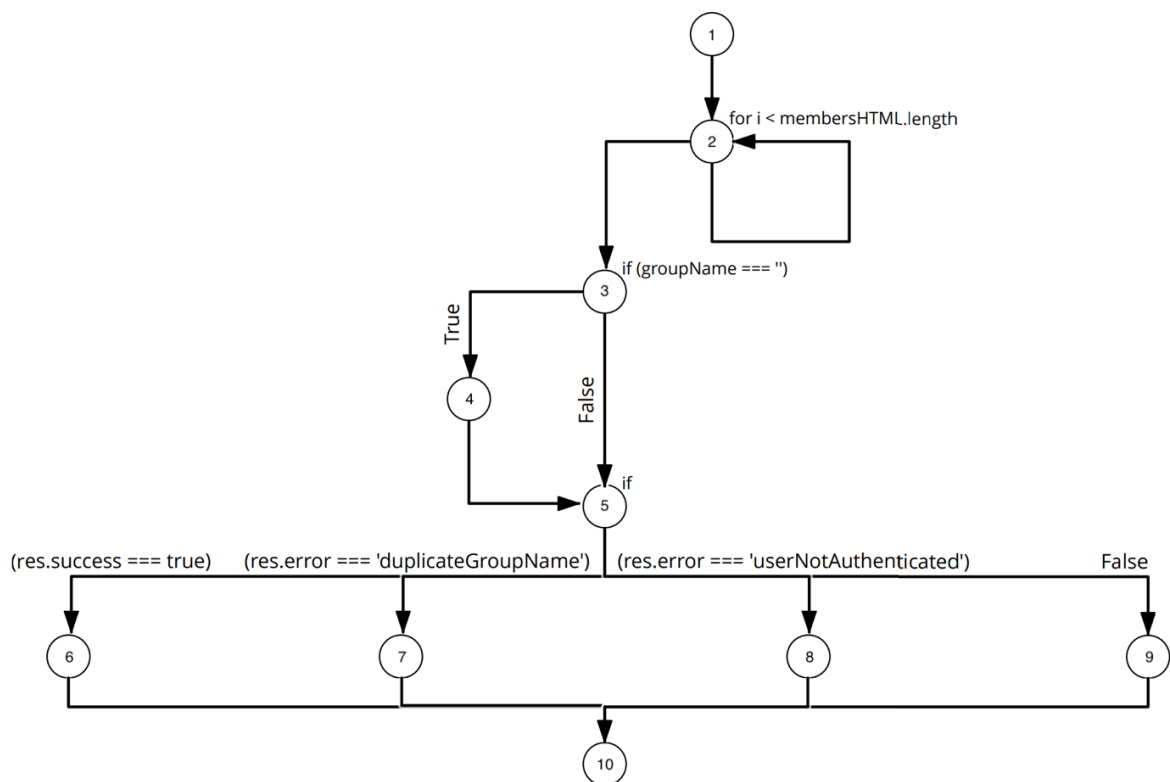 1
for i < membersHTML.length
2
if (groupName === '')
3
True
False
4
if
5
(res.success === true)
(res.error === 'duplicateGroupName')
(res.error === 'userNotAuthenticated')
False
6
7
8
9
10